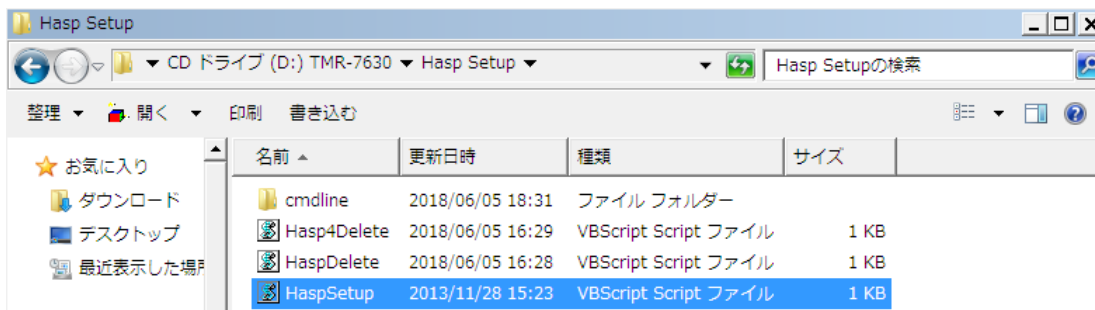 Hasp Setup
CD ドライブ (D:) TMR-7630 Hasp Setup Hasp Setupの検索
整理 開く 印刷 書き込む
名前 更新日時 種類 サイズ
お気に入り
ダウンロード cmdline 2018/06/05 18:31 ファイル フォルダー
デスクトップ Hasp4Delete 2018/06/05 16:29 VBScript Script ファイル 1 KB
最近表示した場所 HaspDelete 2018/06/05 16:28 VBScript Script ファイル 1 KB
HaspSetup 2013/11/28 15:23 VBScript Script ファイル 1 KB